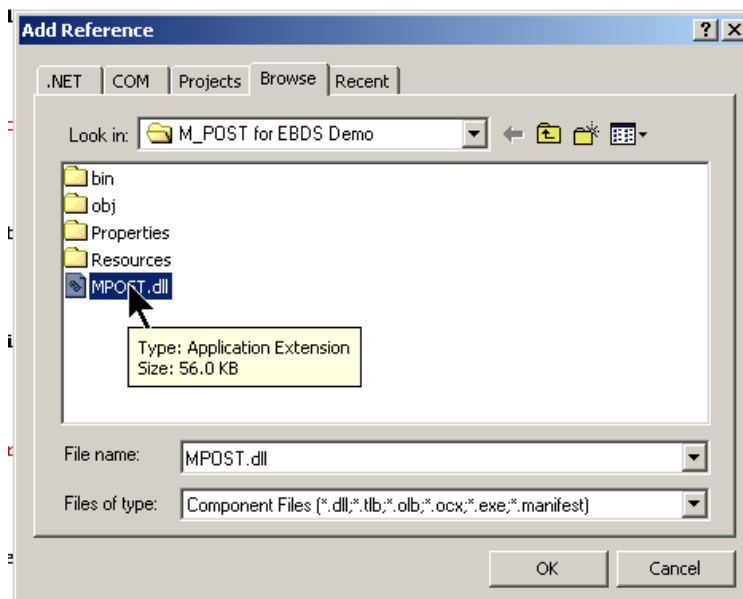 Add Reference
.NET COM Projects Browse Recent
Look in: M_POST for EBDS Demo
bin
obj
Properties
Resources
MPOST.dll
Type: Application Extension
Size: 56.0 KB
File name: MPOST.dll
Files of type: Component Files (*.dll;*.tlb;*.olb;*.ocx;*.exe;*.manifest)
OK Cancel